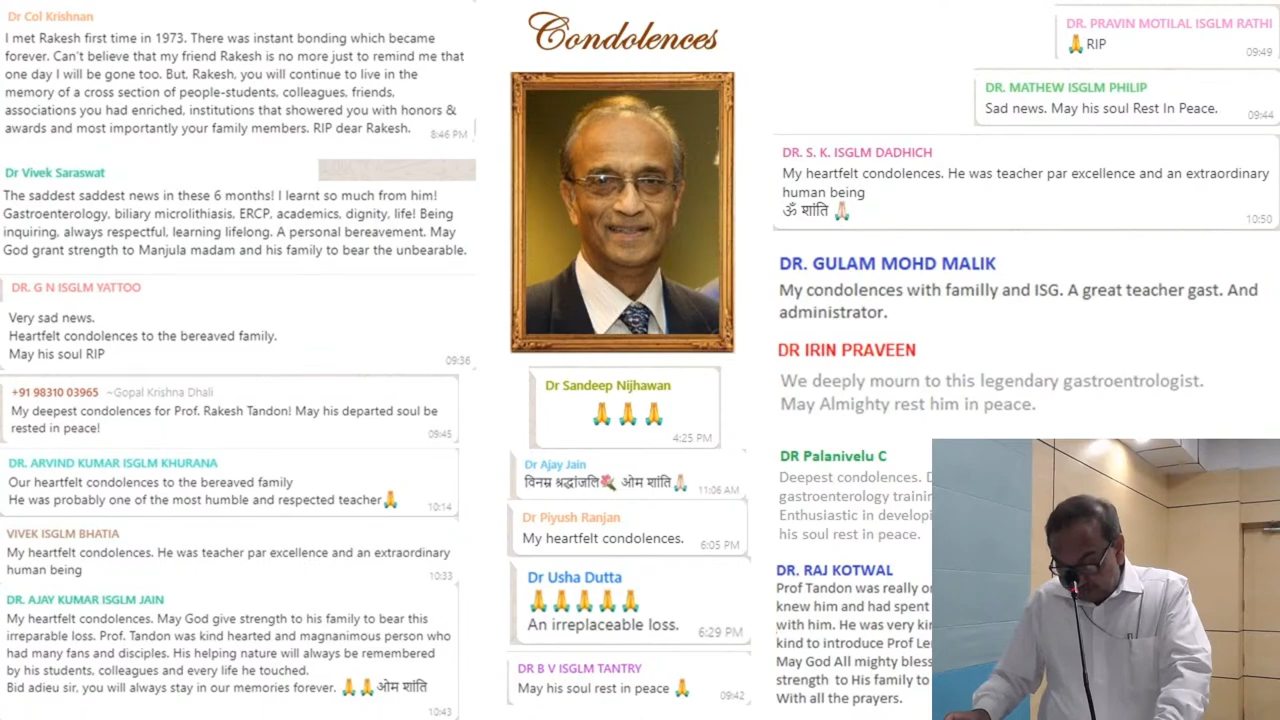 Dr Col Krishnan
I met Rakesh first time in 1973. There was instant bonding which became
forever. Can't believe that my friend Rakesh is no more just to remind me that
one day I will be gone too. But, Rakesh, you will continue to live in the
memory of a cross section of people-students, colleagues, friends,
associations you had enriched, institutions that showered you with honors &
awards and most importantly your family members. RIP dear Rakesh.
8:46 PM
Dr Vivek Saraswat
The saddest saddest news in these 6 months! I learnt so much from him!
Gastroenterology, biliary microlithiasis, ERCP, academics, dignity, life! Being
inquiring, always respectful, learning lifelong. A personal bereavement. May
God grant strength to Manjula madam and his family to bear the unbearable.
DR. G N ISGLM YATTOO
Very sad news.
Heartfelt condolences to the bereaved family.
May his soul RIP
09:36
+91 98310 03965 ~Gopal Krishna Dhali
My deepest condolences for Prof. Rakesh Tandon! May his departed soul be
rested in peace!
09:45
DR. ARVIND KUMAR ISGLM KHURANA
Our heartfelt condolences to the bereaved family
He was probably one of the most humble and respected teacher🙏
10:14
VIVEK ISGLM BHATIA
My heartfelt condolences. He was teacher par excellence and an extraordinary
human being
10:33
DR. AJAY KUMAR ISGLM JAIN
My heartfelt condolences. May God give strength to his family to bear this
irreparable loss. Prof. Tandon was kind hearted and magnanimous person who
had many fans and disciples. His helping nature will always be remembered
by his students, colleagues and every life he touched.
Bid adieu sir, you will always stay in our memories forever. 🙏🙏ओम शांति
10:43
Condolences
Dr Sandeep Nijhawan
🙏🙏🙏
4:25 PM
Dr Ajay Jain
विनम्र श्रद्धांजलि💐 ओम शांति🙏🏻
11:06 AM
Dr Piyush Ranjan
My heartfelt condolences.
6:05 PM
Dr Usha Dutta
🙏🙏🙏🙏🙏
An irreplaceable loss.
6:29 PM
DR B V ISGLM TANTRY
May his soul rest in peace 🙏
09:42
DR. PRAVIN MOTILAL ISGLM RATHI
🙏RIP
09:49
DR. MATHEW ISGLM PHILIP
Sad news. May his soul Rest In Peace.
09:44
DR. S. K. ISGLM DADHICH
My heartfelt condolences. He was teacher par excellence and an extraordinary
human being
ॐ शांति 🙏🏻
10:50
DR. GULAM MOHD MALIK
My condolences with familly and ISG. A great teacher gast. And
administrator.
DR IRIN PRAVEEN
We deeply mourn to this legendary gastroentrologist.
May Almighty rest him in peace.
DR Palanivelu C
Deepest condolences.
gastroenterology
Enthusiastic in
his soul rest in peace.
DR. RAJ KOTWAL
Prof Tandon was really
knew him and had spent
with him. He was very
kind to introduce Prof
May God All mighty
strength to His family to
With all the prayers.